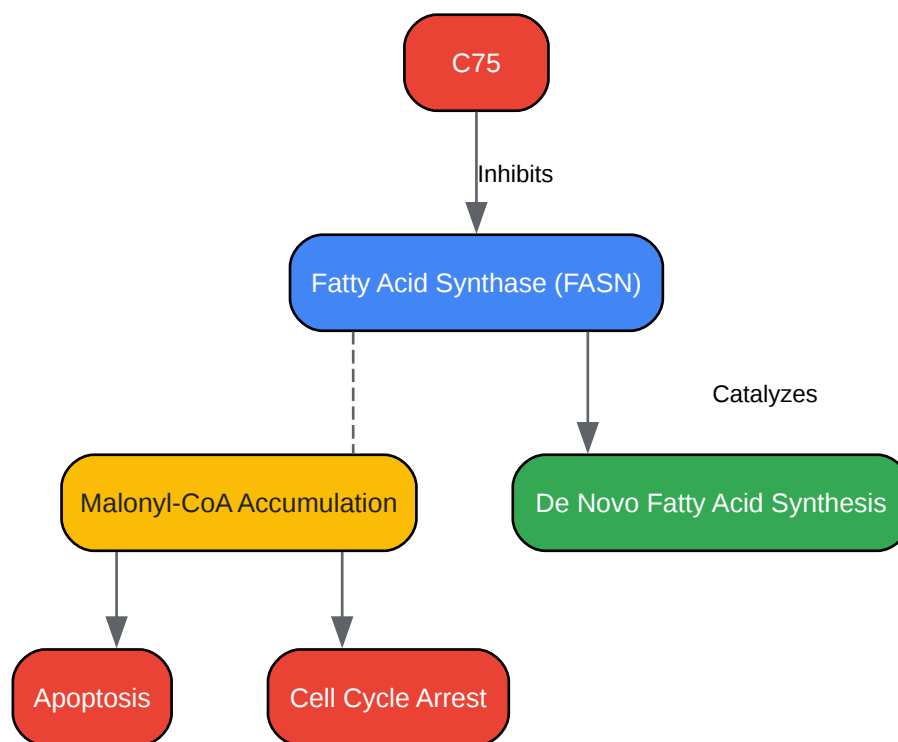 C75
Inhibits
Fatty Acid Synthase (FASN)
Catalyzes
Malonyl-CoA Accumulation
De Novo Fatty Acid Synthesis
Apoptosis
Cell Cycle Arrest